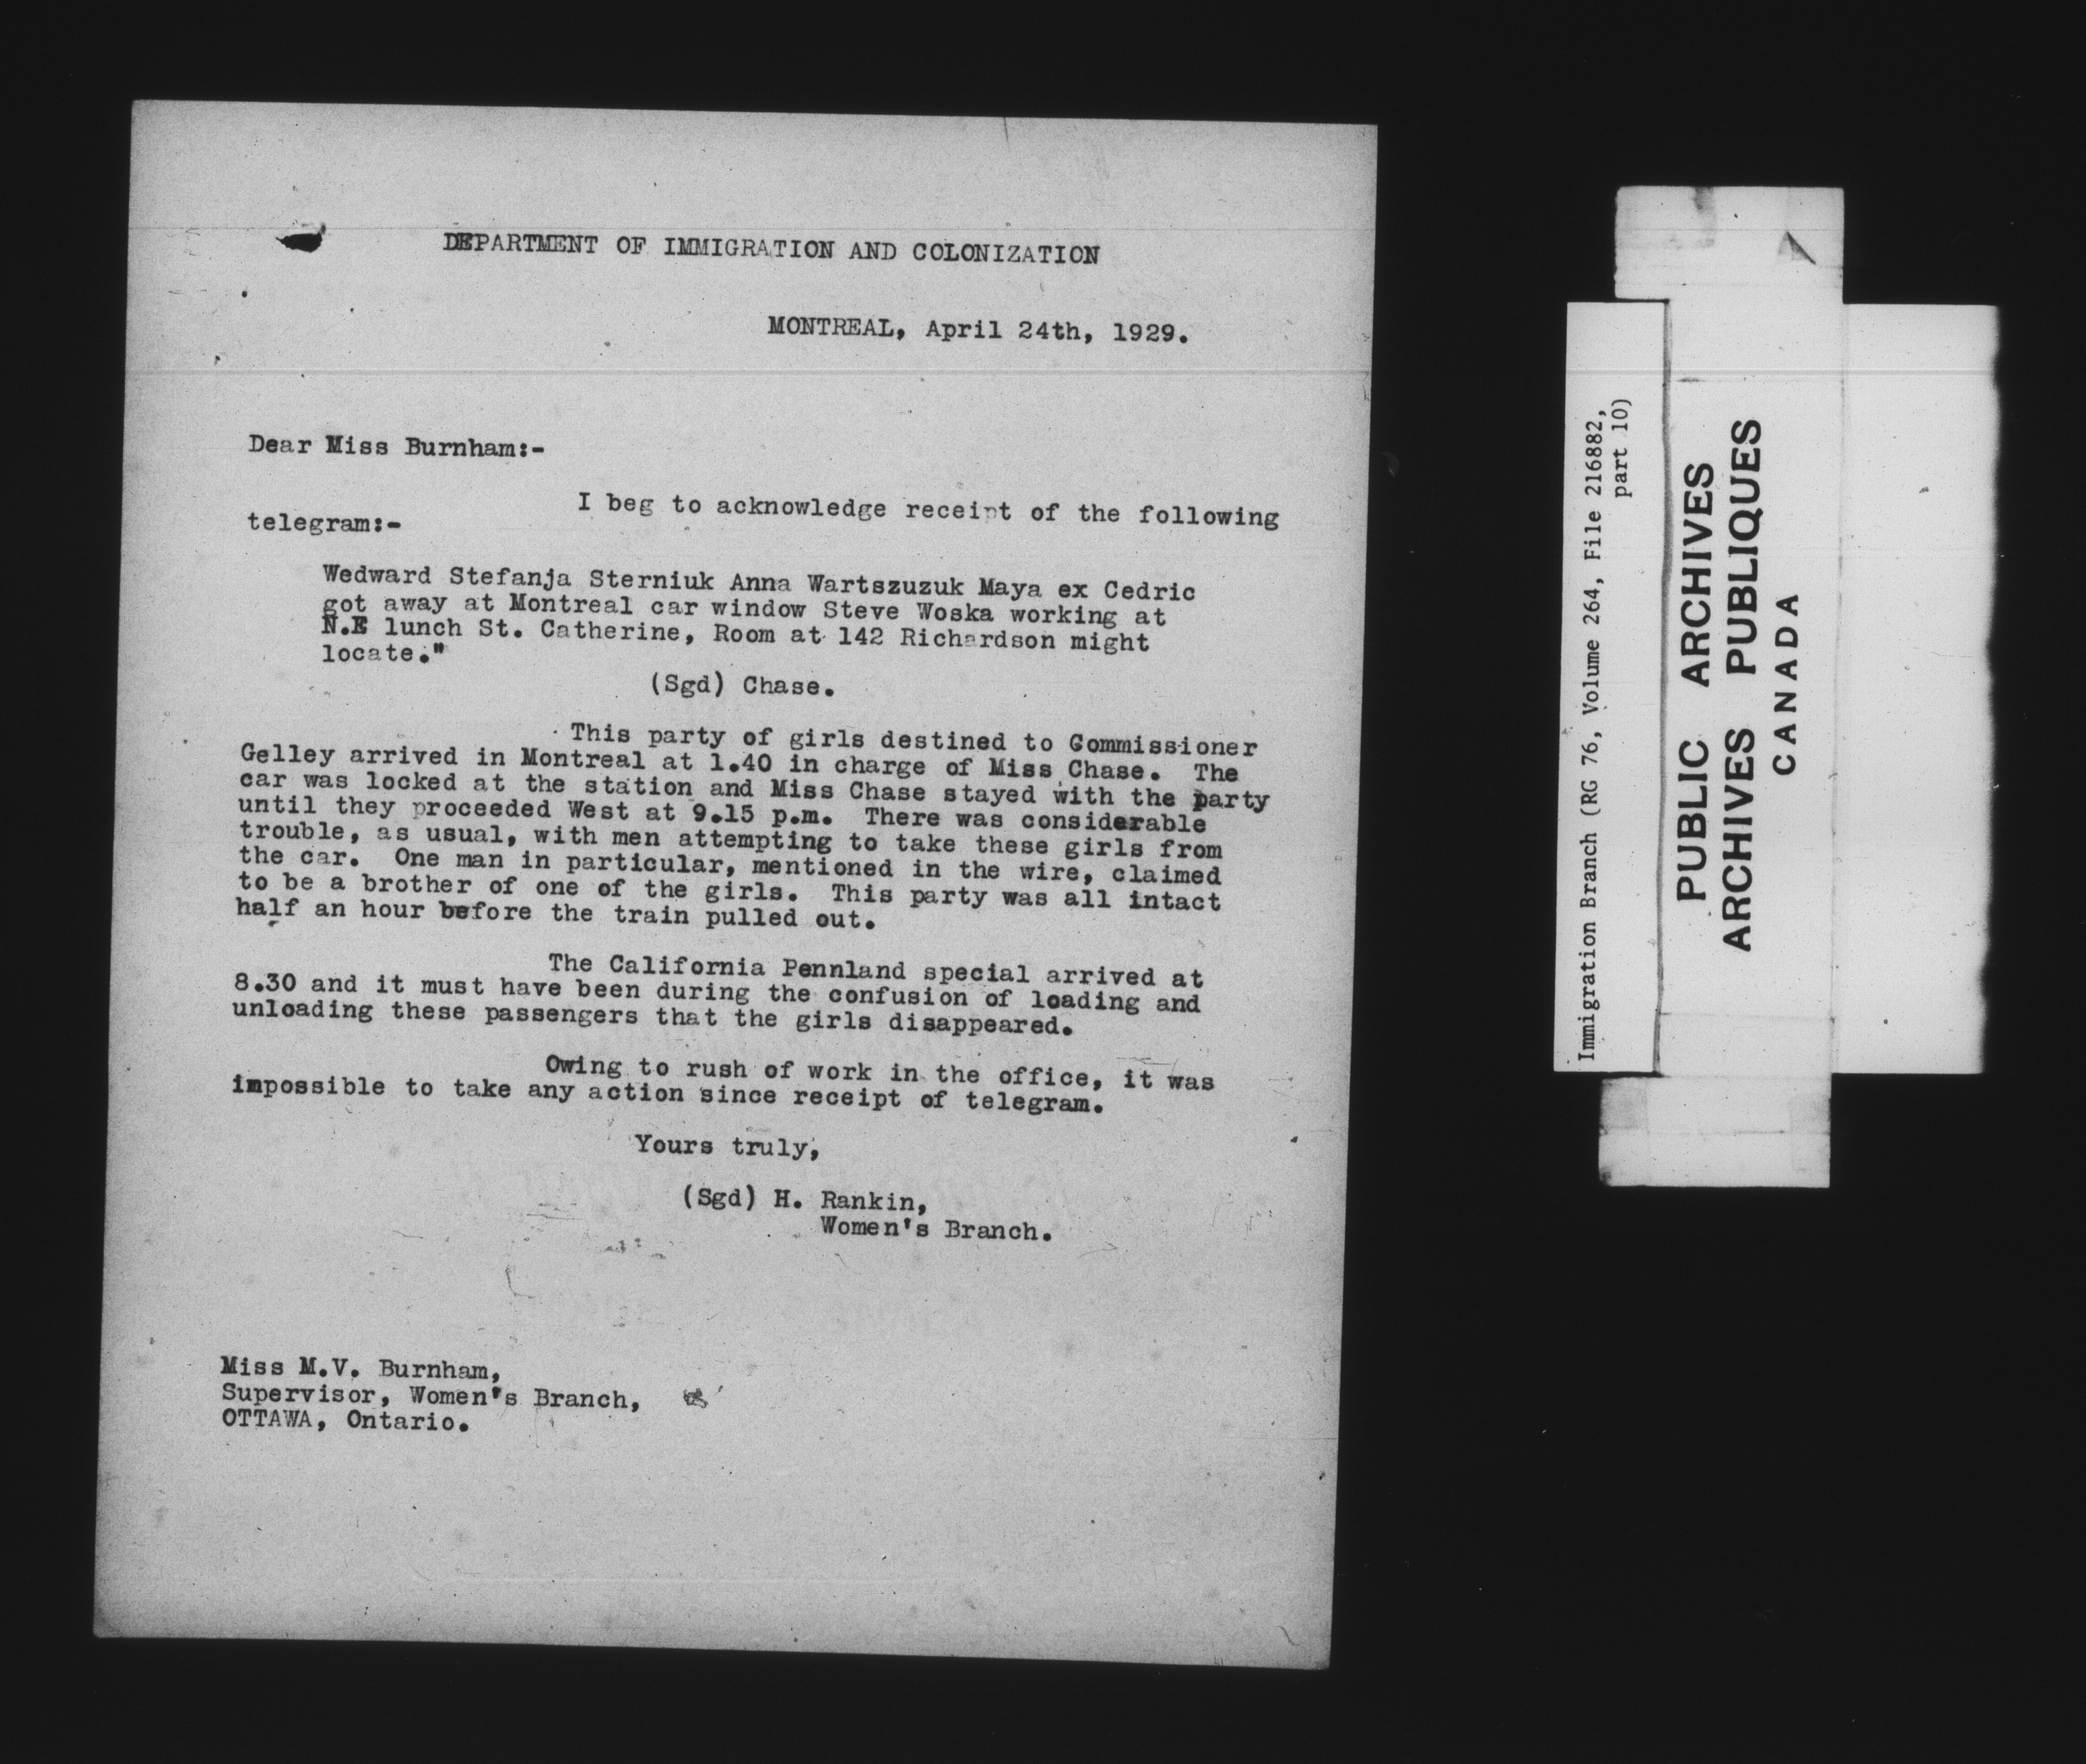 DEPARTMENT OF IMMIGRATION AND COLONIZATION
MONTREAL, April 24th, 1929.
Dear Miss Burnham:-
I beg to acknowledge receipt of the following
telegram:-
Wedward Stefanja Sterniuk Anna Wartszuzuk Maya ex Cedric
got away at Montreal car window Steve Woska working at
N.E lunch St. Catherine, Room at 142 Richardson might
locate."
(Sgd) Chase.
This party of girls destined to Commissioner
Gelley arrived in Montreal at 1.40 in charge of Miss Chase. The
car was locked at the station and Miss Chase stayed with the party
until they proceeded West at 9.15 p.m. There was considerable
trouble, as usual, with men attempting to take these girls from
the car. One man in particular, mentioned in the wire, claimed
to be a brother of one of the girls. This party was all intact
half an hour before the train pulled out.
The California Pennland special arrived at
8.30 and it must have been during the confusion of loading and
unloading these passengers that the girls disappeared.
Owing to rush of work in the office, it was
impossible to take any action since receipt of telegram.
Yours truly,
(Sgd) H. Rankin,
Women's Branch.
Miss M.V. Burnham,
Supervisor, Women's Branch,
OTTAWA, Ontario.
Immigration Branch (RG 76, Volume 264, File 216882,
part 10)
PUBLIC ARCHIVES
ARCHIVES PUBLIQUES
CANADA